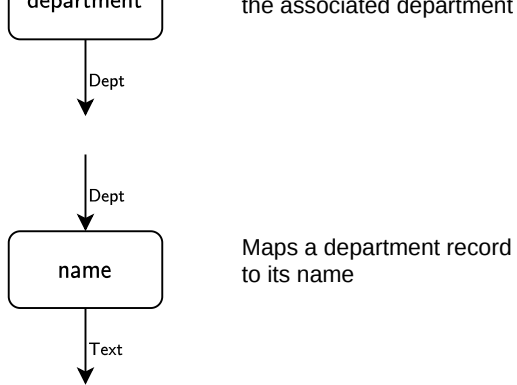 department
the associated department
Dept
Dept
name
Maps a department record
to its name
Text